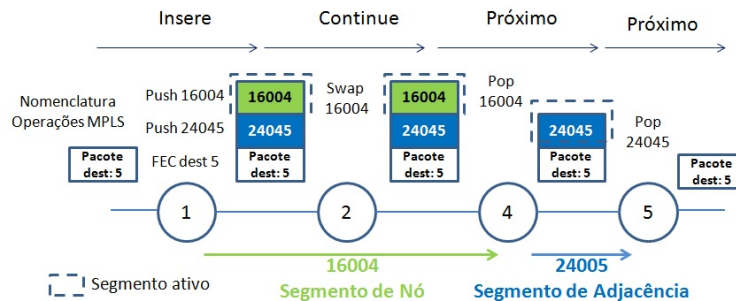 Insere
Continue
Próximo
Próximo
Nomenclatura
Operações MPLS
Push 16004
Push 24045
FEC dest 5
Pacote
dest: 5
16004
24045
Pacote
dest: 5
Swap
16004
16004
24045
Pacote
dest: 5
Pop
16004
24045
Pacote
dest: 5
Pop
24045
Pacote
dest: 5
1
2
4
5
16004
24005
Segmento ativo
Segmento de Nó
Segmento de Adjacência